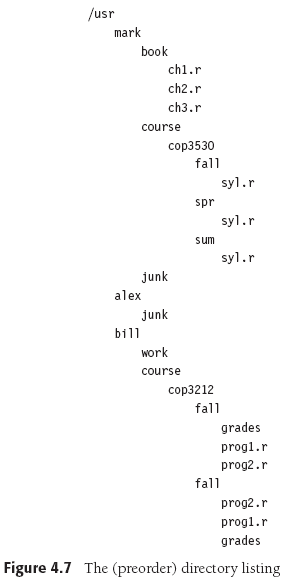 /usr
mark
book
ch1.r
ch2.r
ch3.r
course
cop3530
fall
syl.r
spr
syl.r
sum
syl.r
junk
alex
junk
bill
work
course
cop3212
fall
grades
prog1.r
prog2.r
fall
prog2.r
prog1.r
grades
Figure 4.7 The (preorder) directory listing